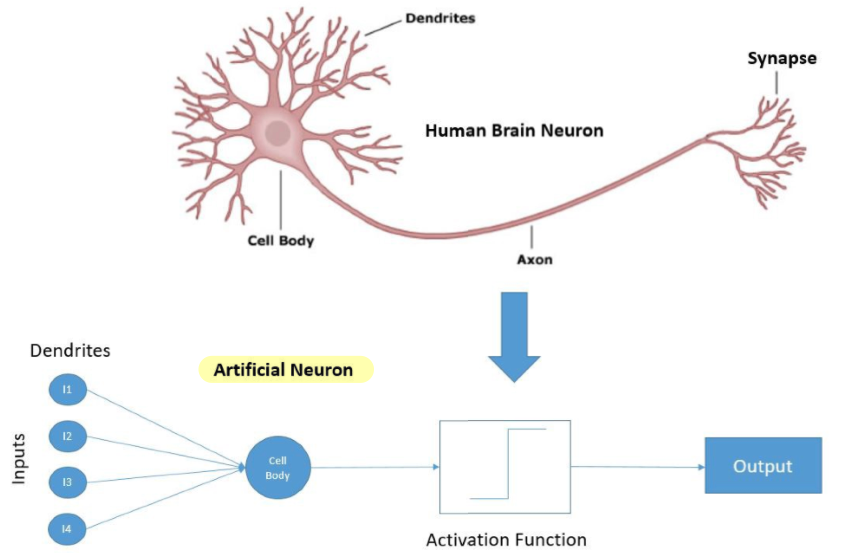 Dendrites
Synapse
Human Brain Neuron
Cell Body
Axon
Dendrites
Artificial Neuron
Inputs
I1
I2
I3
I4
Cell
Body
Output
Activation Function